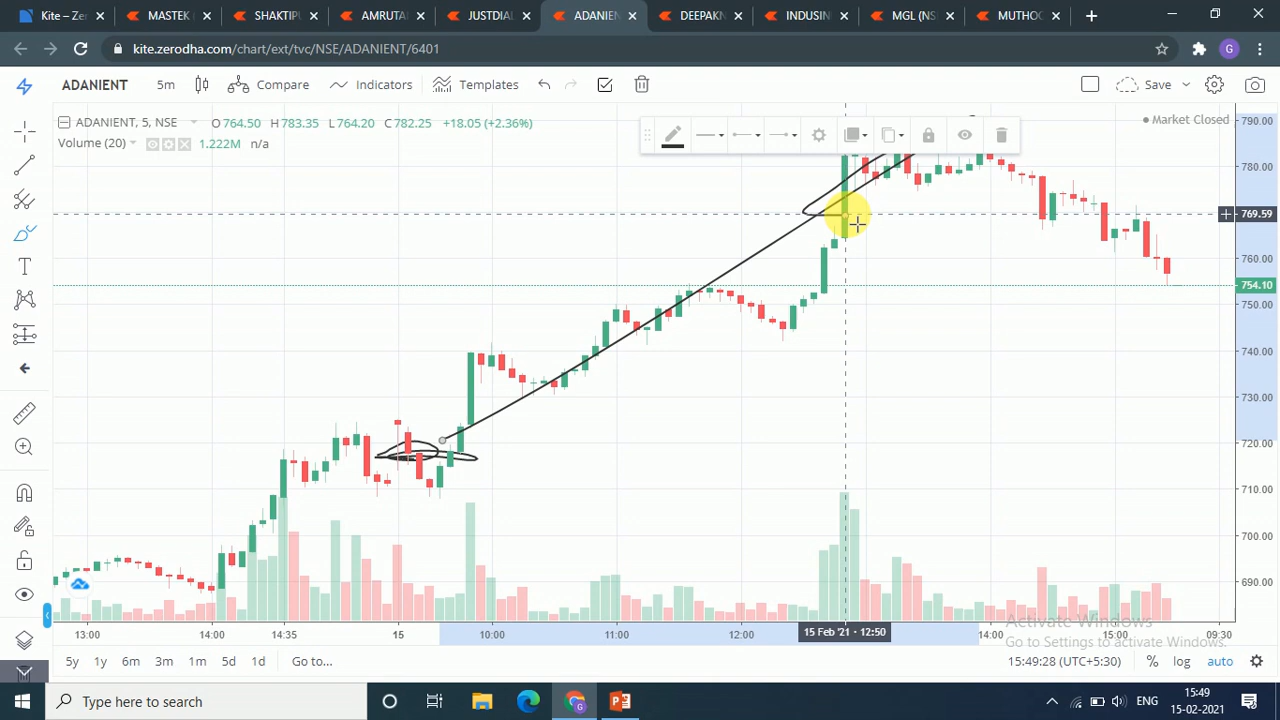 Kite – Zero
MASTEK (
SHAKTIPU
AMRUTA
JUSTDIAL
ADANIEN
DEEPAKN
INDUSIN
MGL (NS
MUTHOO
kite.zerodha.com/chart/ext/tvc/NSE/ADANIENT/6401
G
ADANIENT
5m
Compare
Indicators
Templates
Save
ADANIENT, 5, NSE
O764.50 H783.35 L764.20 C782.25 +18.05 (+2.36%)
Volume (20)
1.222M n/a
Market Closed
790.00
780.00
769.59
760.00
754.10
750.00
740.00
730.00
720.00
710.00
700.00
690.00
13:00
14:00
14:35
15
10:00
11:00
12:00
15 Feb '21 • 12:50
14:00
15:00
09:30
Activate Windows
Go to Settings to activate Windows.
5y
1y
6m
3m
1m
5d
1d
Go to...
15:49:28 (UTC+5:30)
%
log
auto
Type here to search
ENG
15:49
15-02-2021